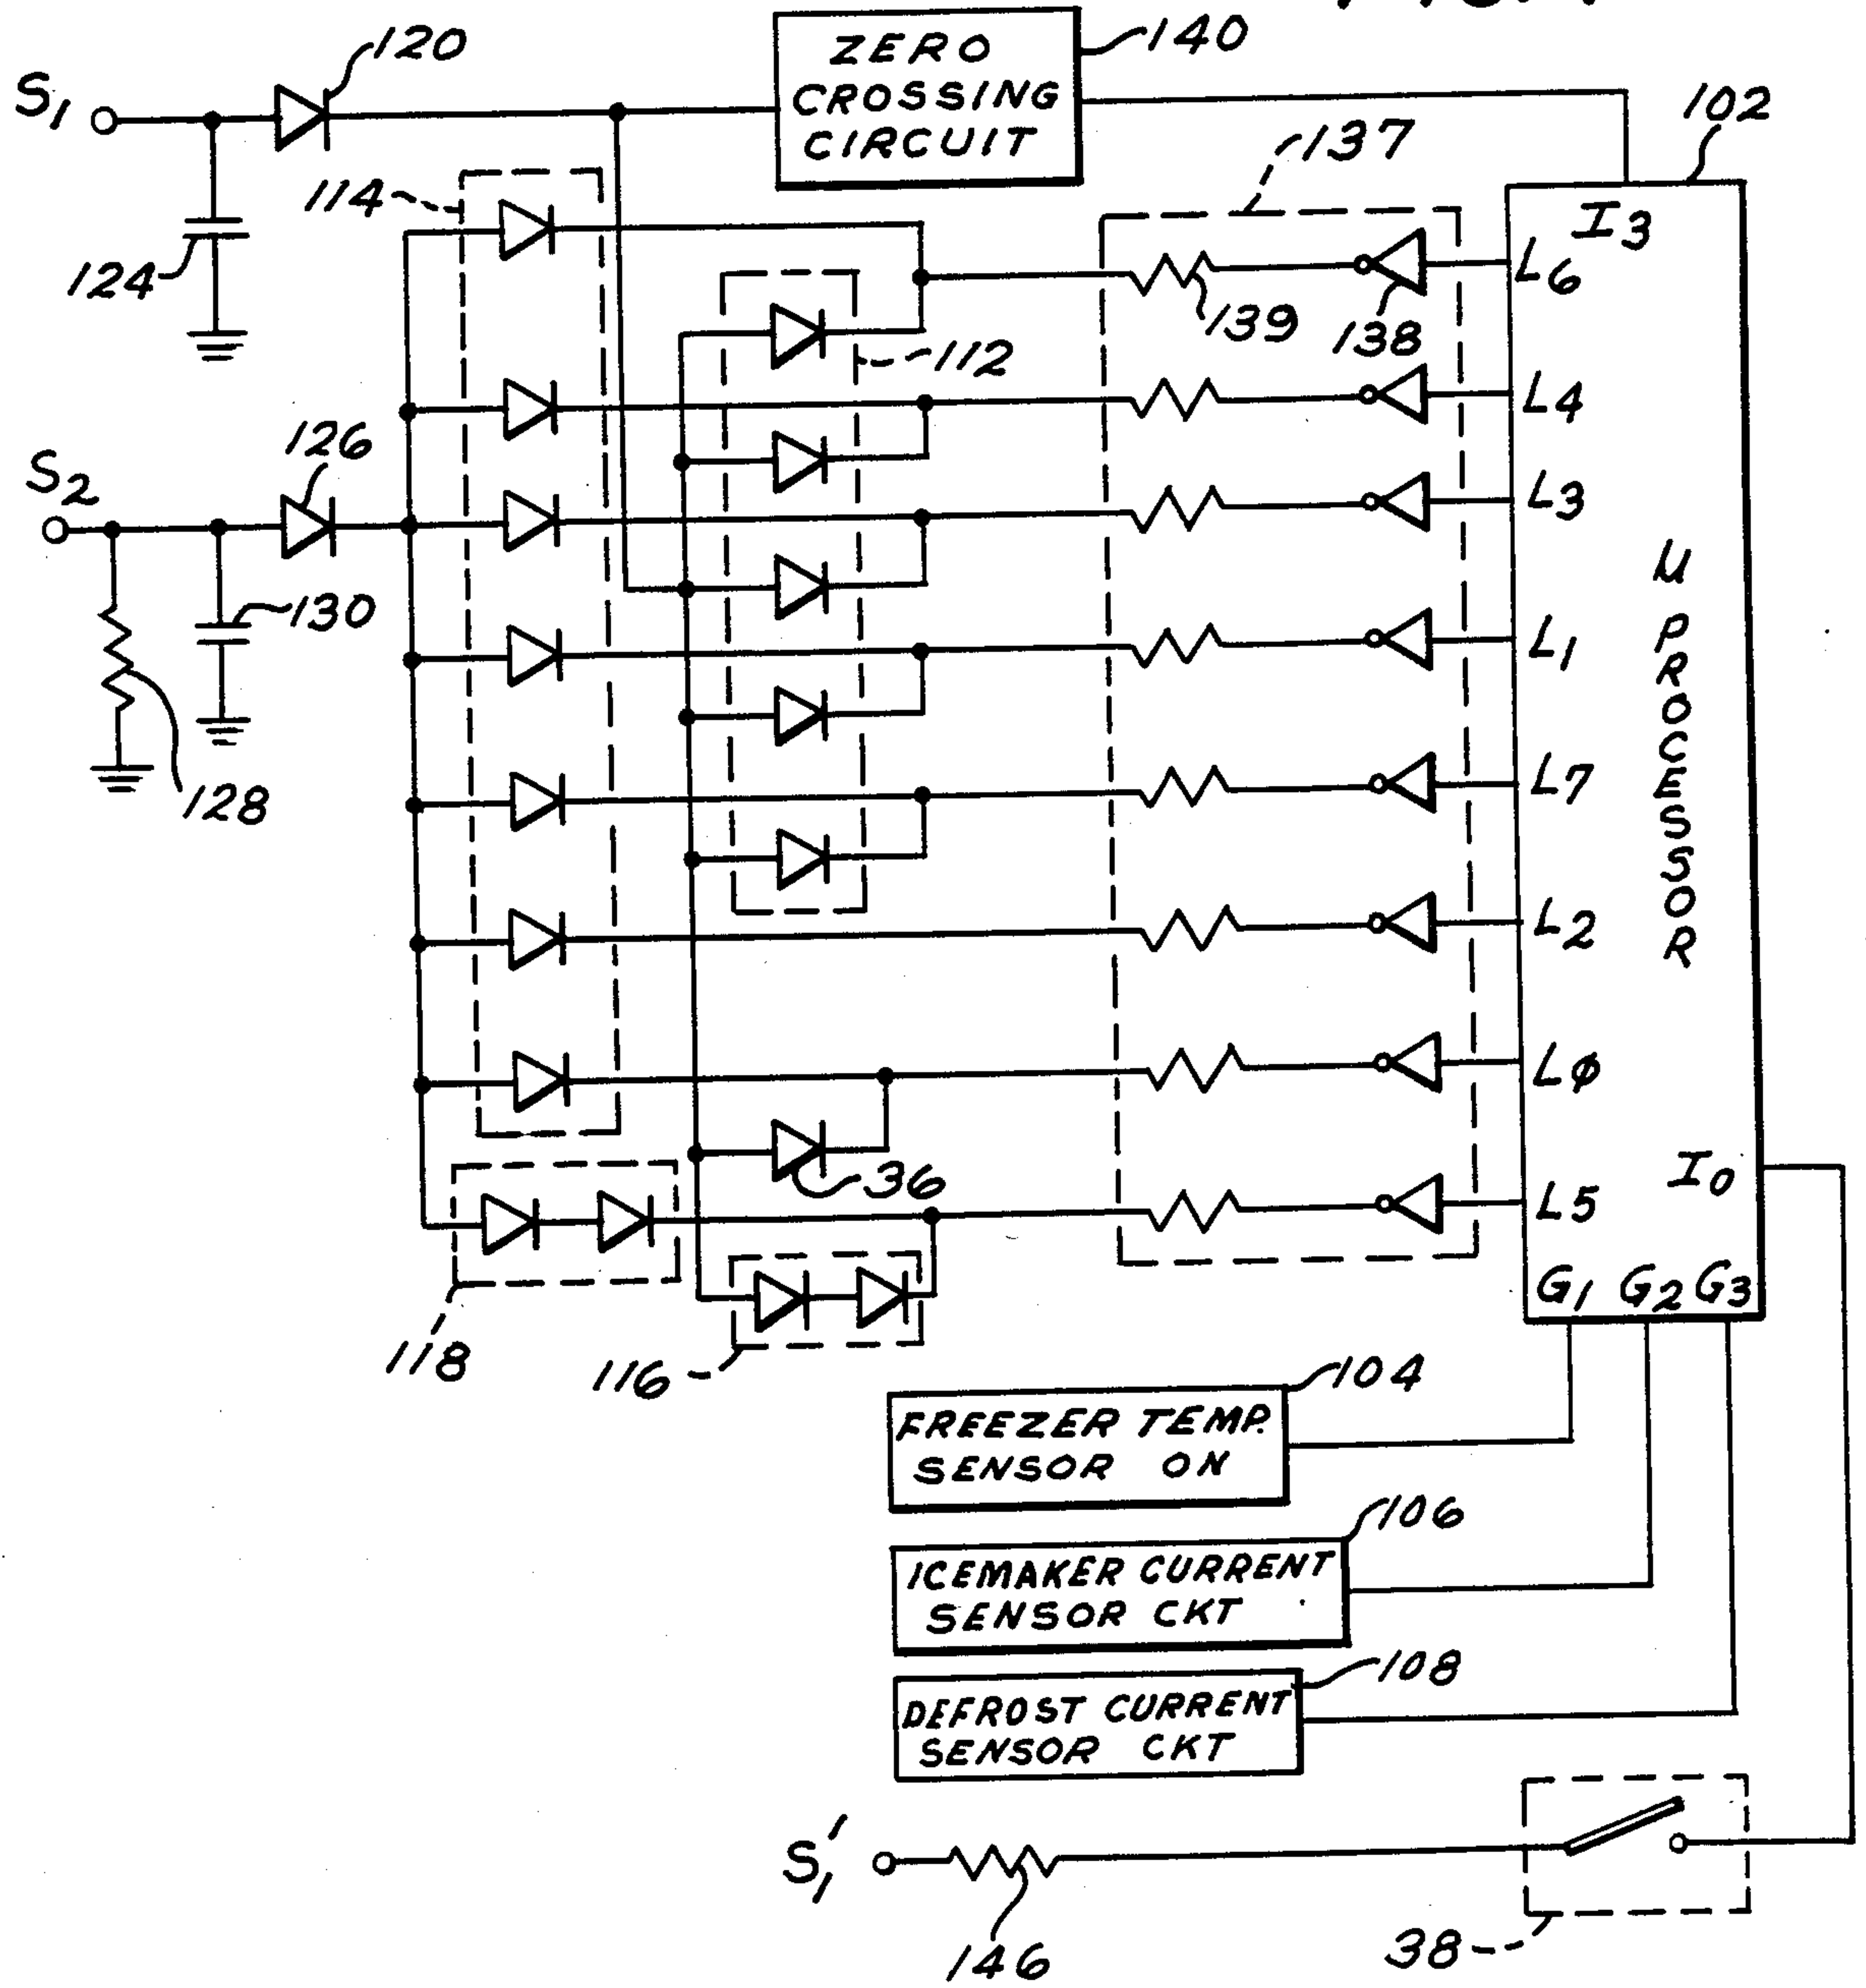 S1
120
ZERO
CROSSING
CIRCUIT
140
102
137
114
124
I3
L6
139
138
112
L4
S2
126
L3
130
128
L1
L7
L2
LØ
L5
μ
PROCESSOR
36
I0
G1 G2 G3
118
116
104
FREEZER TEMP.
SENSOR ON
106
ICEMAKER CURRENT
SENSOR CKT
108
DEFROST CURRENT
SENSOR CKT
S1'
146
38